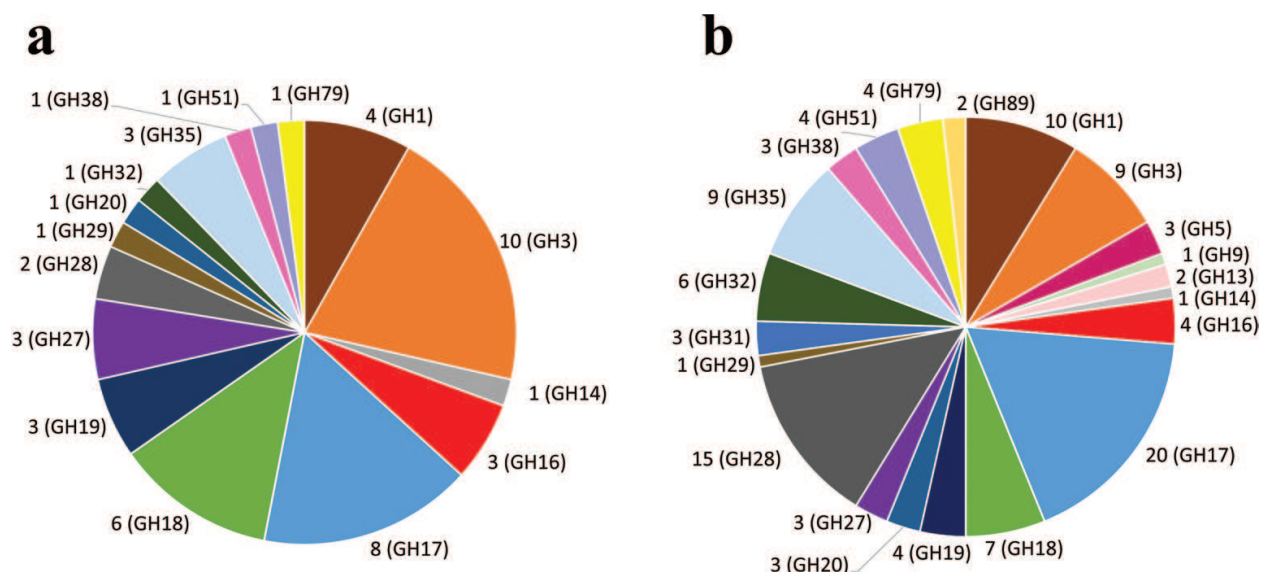 a
1 (GH79)
1 (GH51)
1 (GH38)
4 (GH1)
3 (GH35)
1 (GH32)
1 (GH20)
1 (GH29)
2 (GH28)
10 (GH3)
3 (GH27)
1 (GH14)
3 (GH19)
3 (GH16)
6 (GH18)
8 (GH17)
b
4 (GH79)
2 (GH89)
4 (GH51)
10 (GH1)
3 (GH38)
9 (GH3)
9 (GH35)
3 (GH5)
1 (GH9)
6 (GH32)
2 (GH13)
1 (GH14)
3 (GH31)
4 (GH16)
1 (GH29)
15 (GH28)
20 (GH17)
3 (GH27)
3 (GH20)
4 (GH19)
7 (GH18)